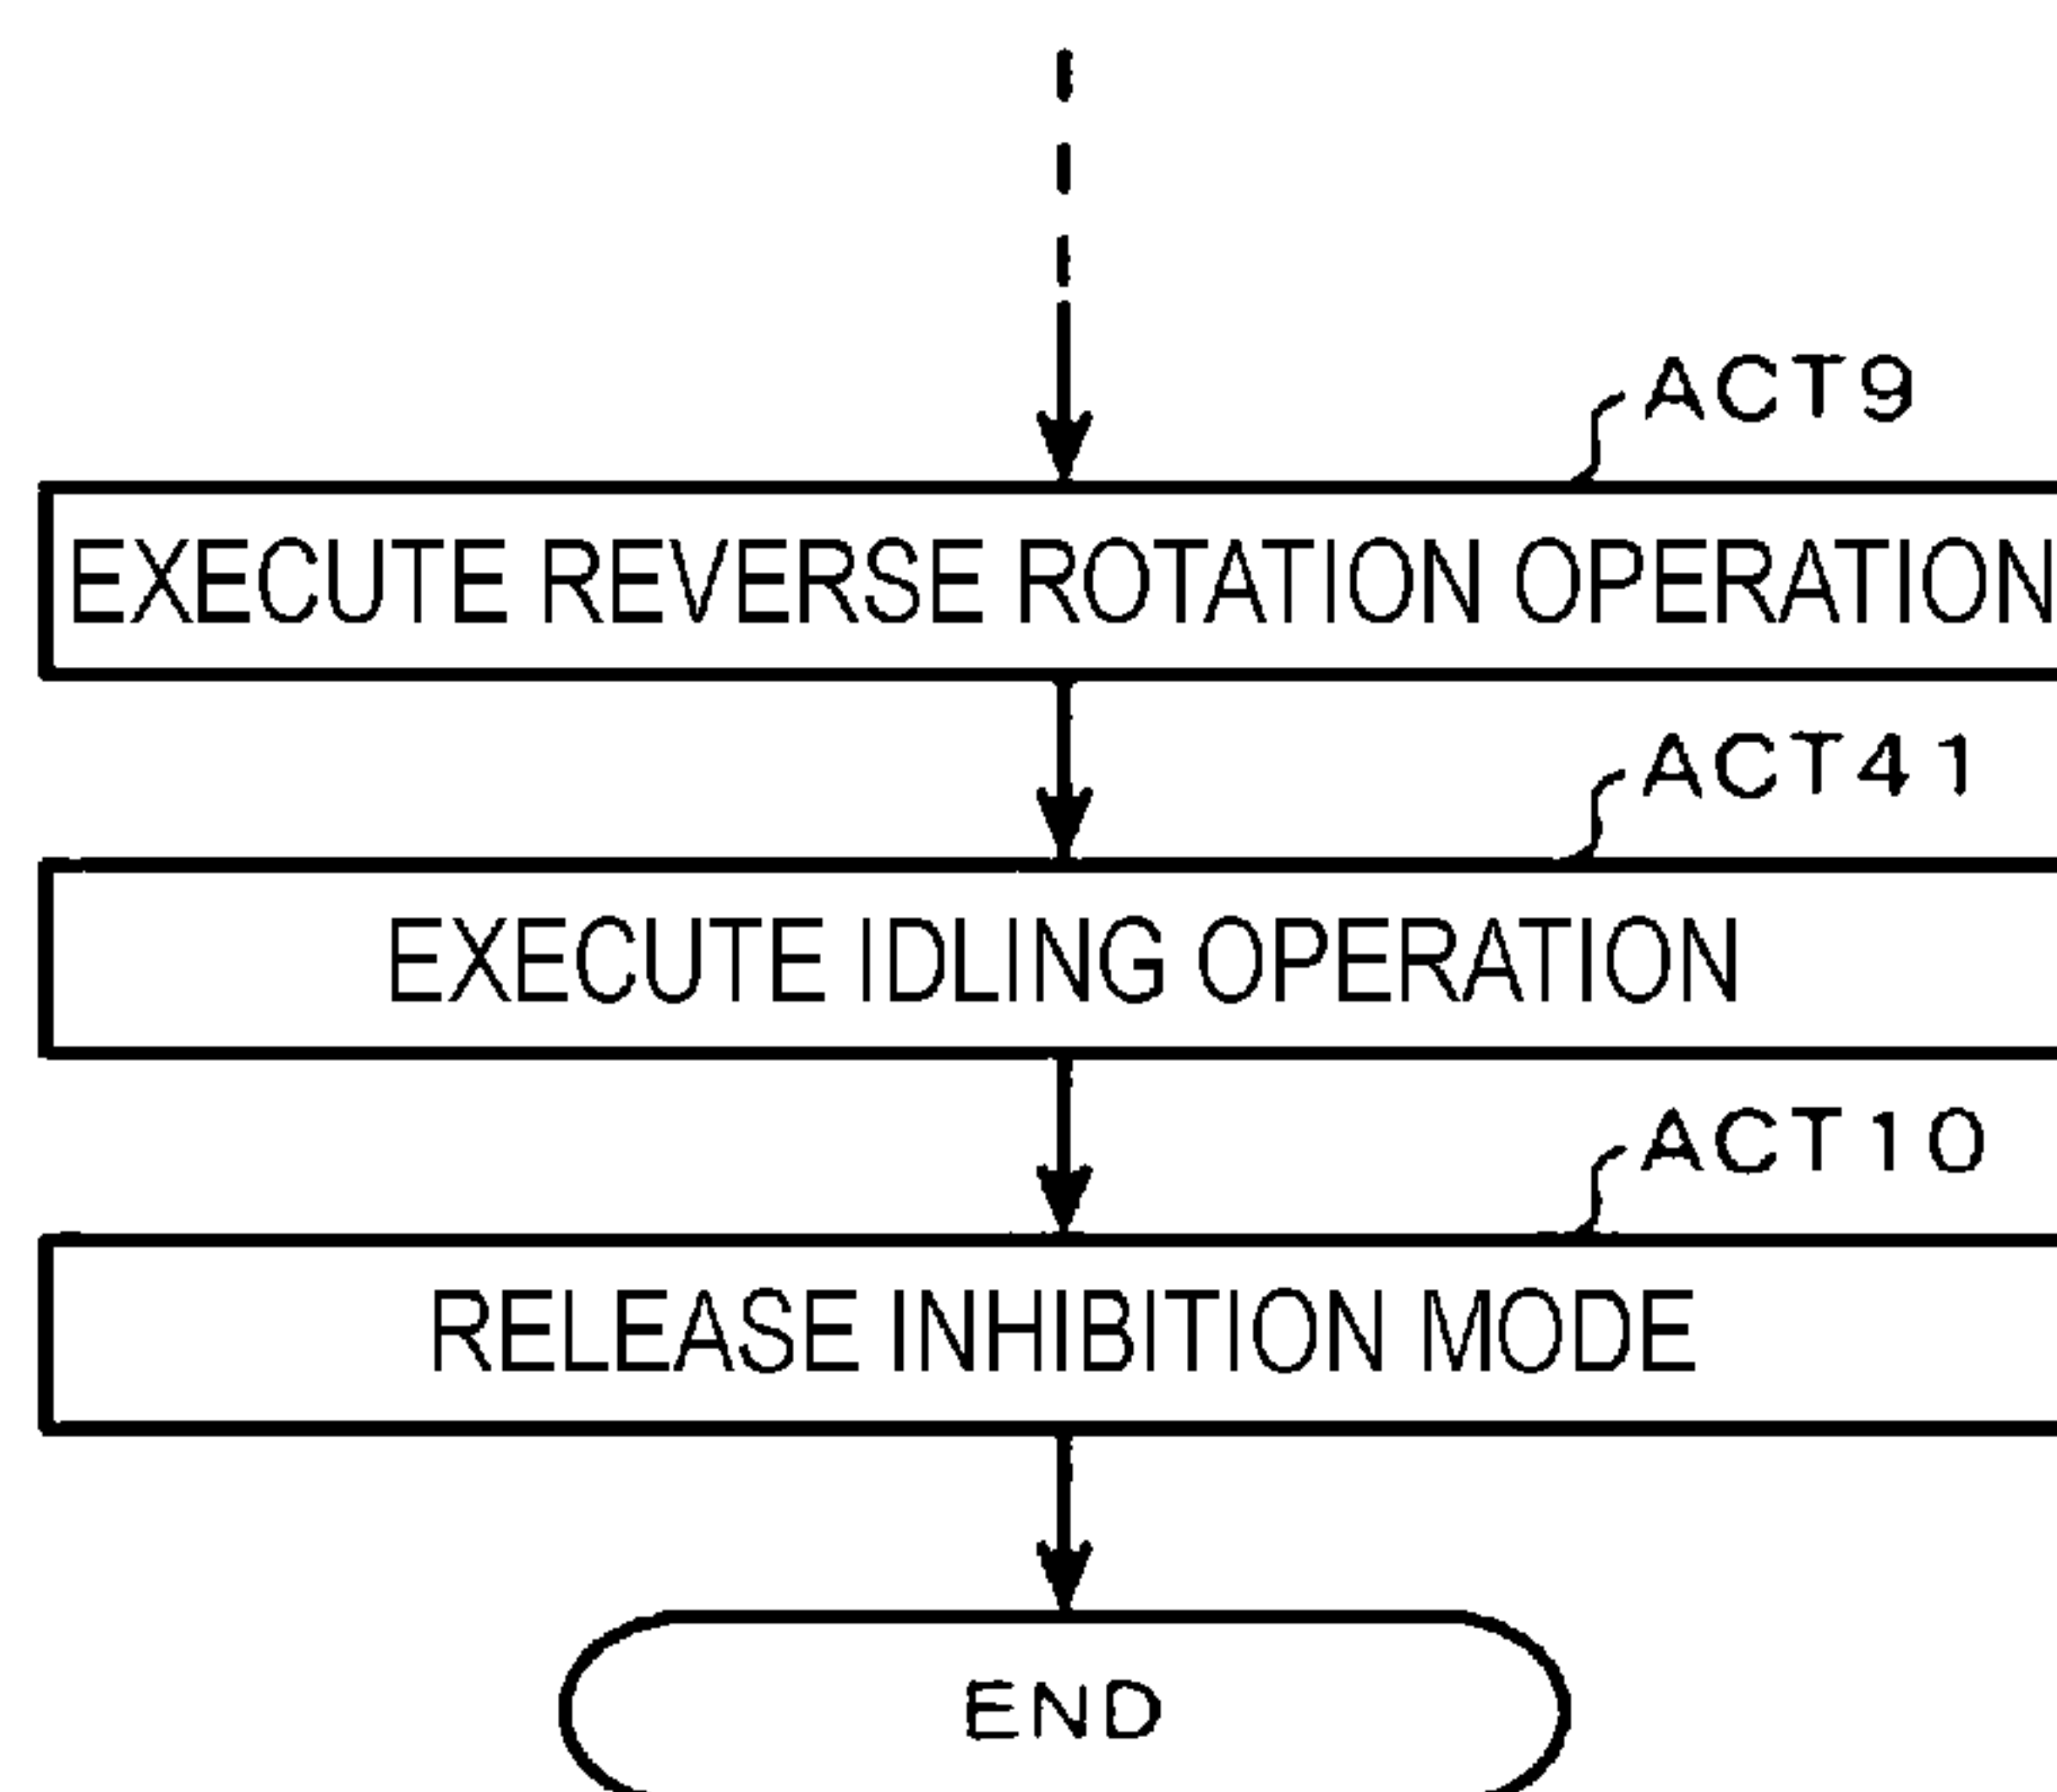 ACT9
EXECUTE REVERSE ROTATION OPERATION
ACT41
EXECUTE IDLING OPERATION
ACT10
RELEASE INHIBITION MODE
END